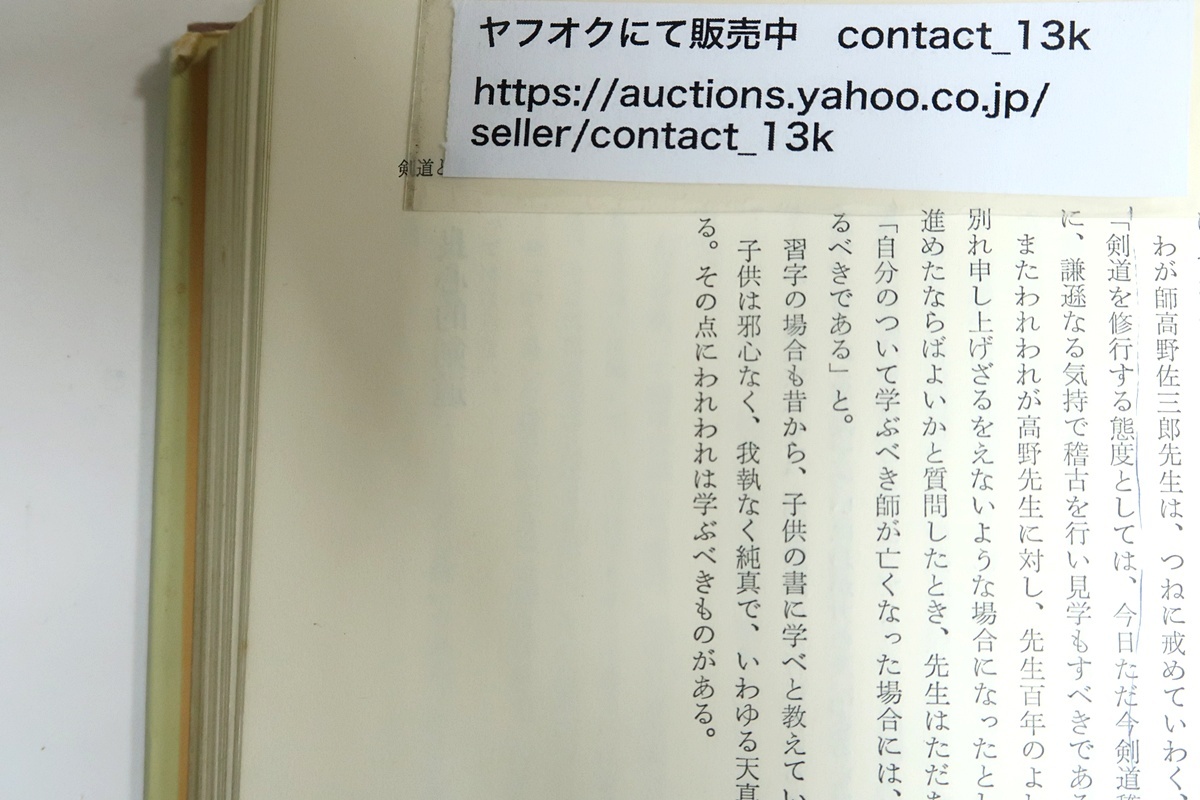 ヤフオクにて販売中　contact_13k
https://auctions.yahoo.co.jp/
seller/contact_13k
剣道と
わが師高野佐三郎先生は、つねに戒めていわく、
「剣道を修行する態度としては、今日ただ今剣道
に、謙遜なる気持で稽古を行い見学もすべきであ
またわれわれが高野先生に対し、先生百年のよ
別れ申し上げざるをえないような場合になったと
進めたならばよいかと質問したとき、先生はただ
「自分のついて学ぶべき師が亡くなった場合には、
るべきである」と。
習字の場合も昔から、子供の書に学べと教えてい
子供は邪心なく、我執なく純真で、いわゆる天真
る。その点にわれわれは学ぶべきものがある。